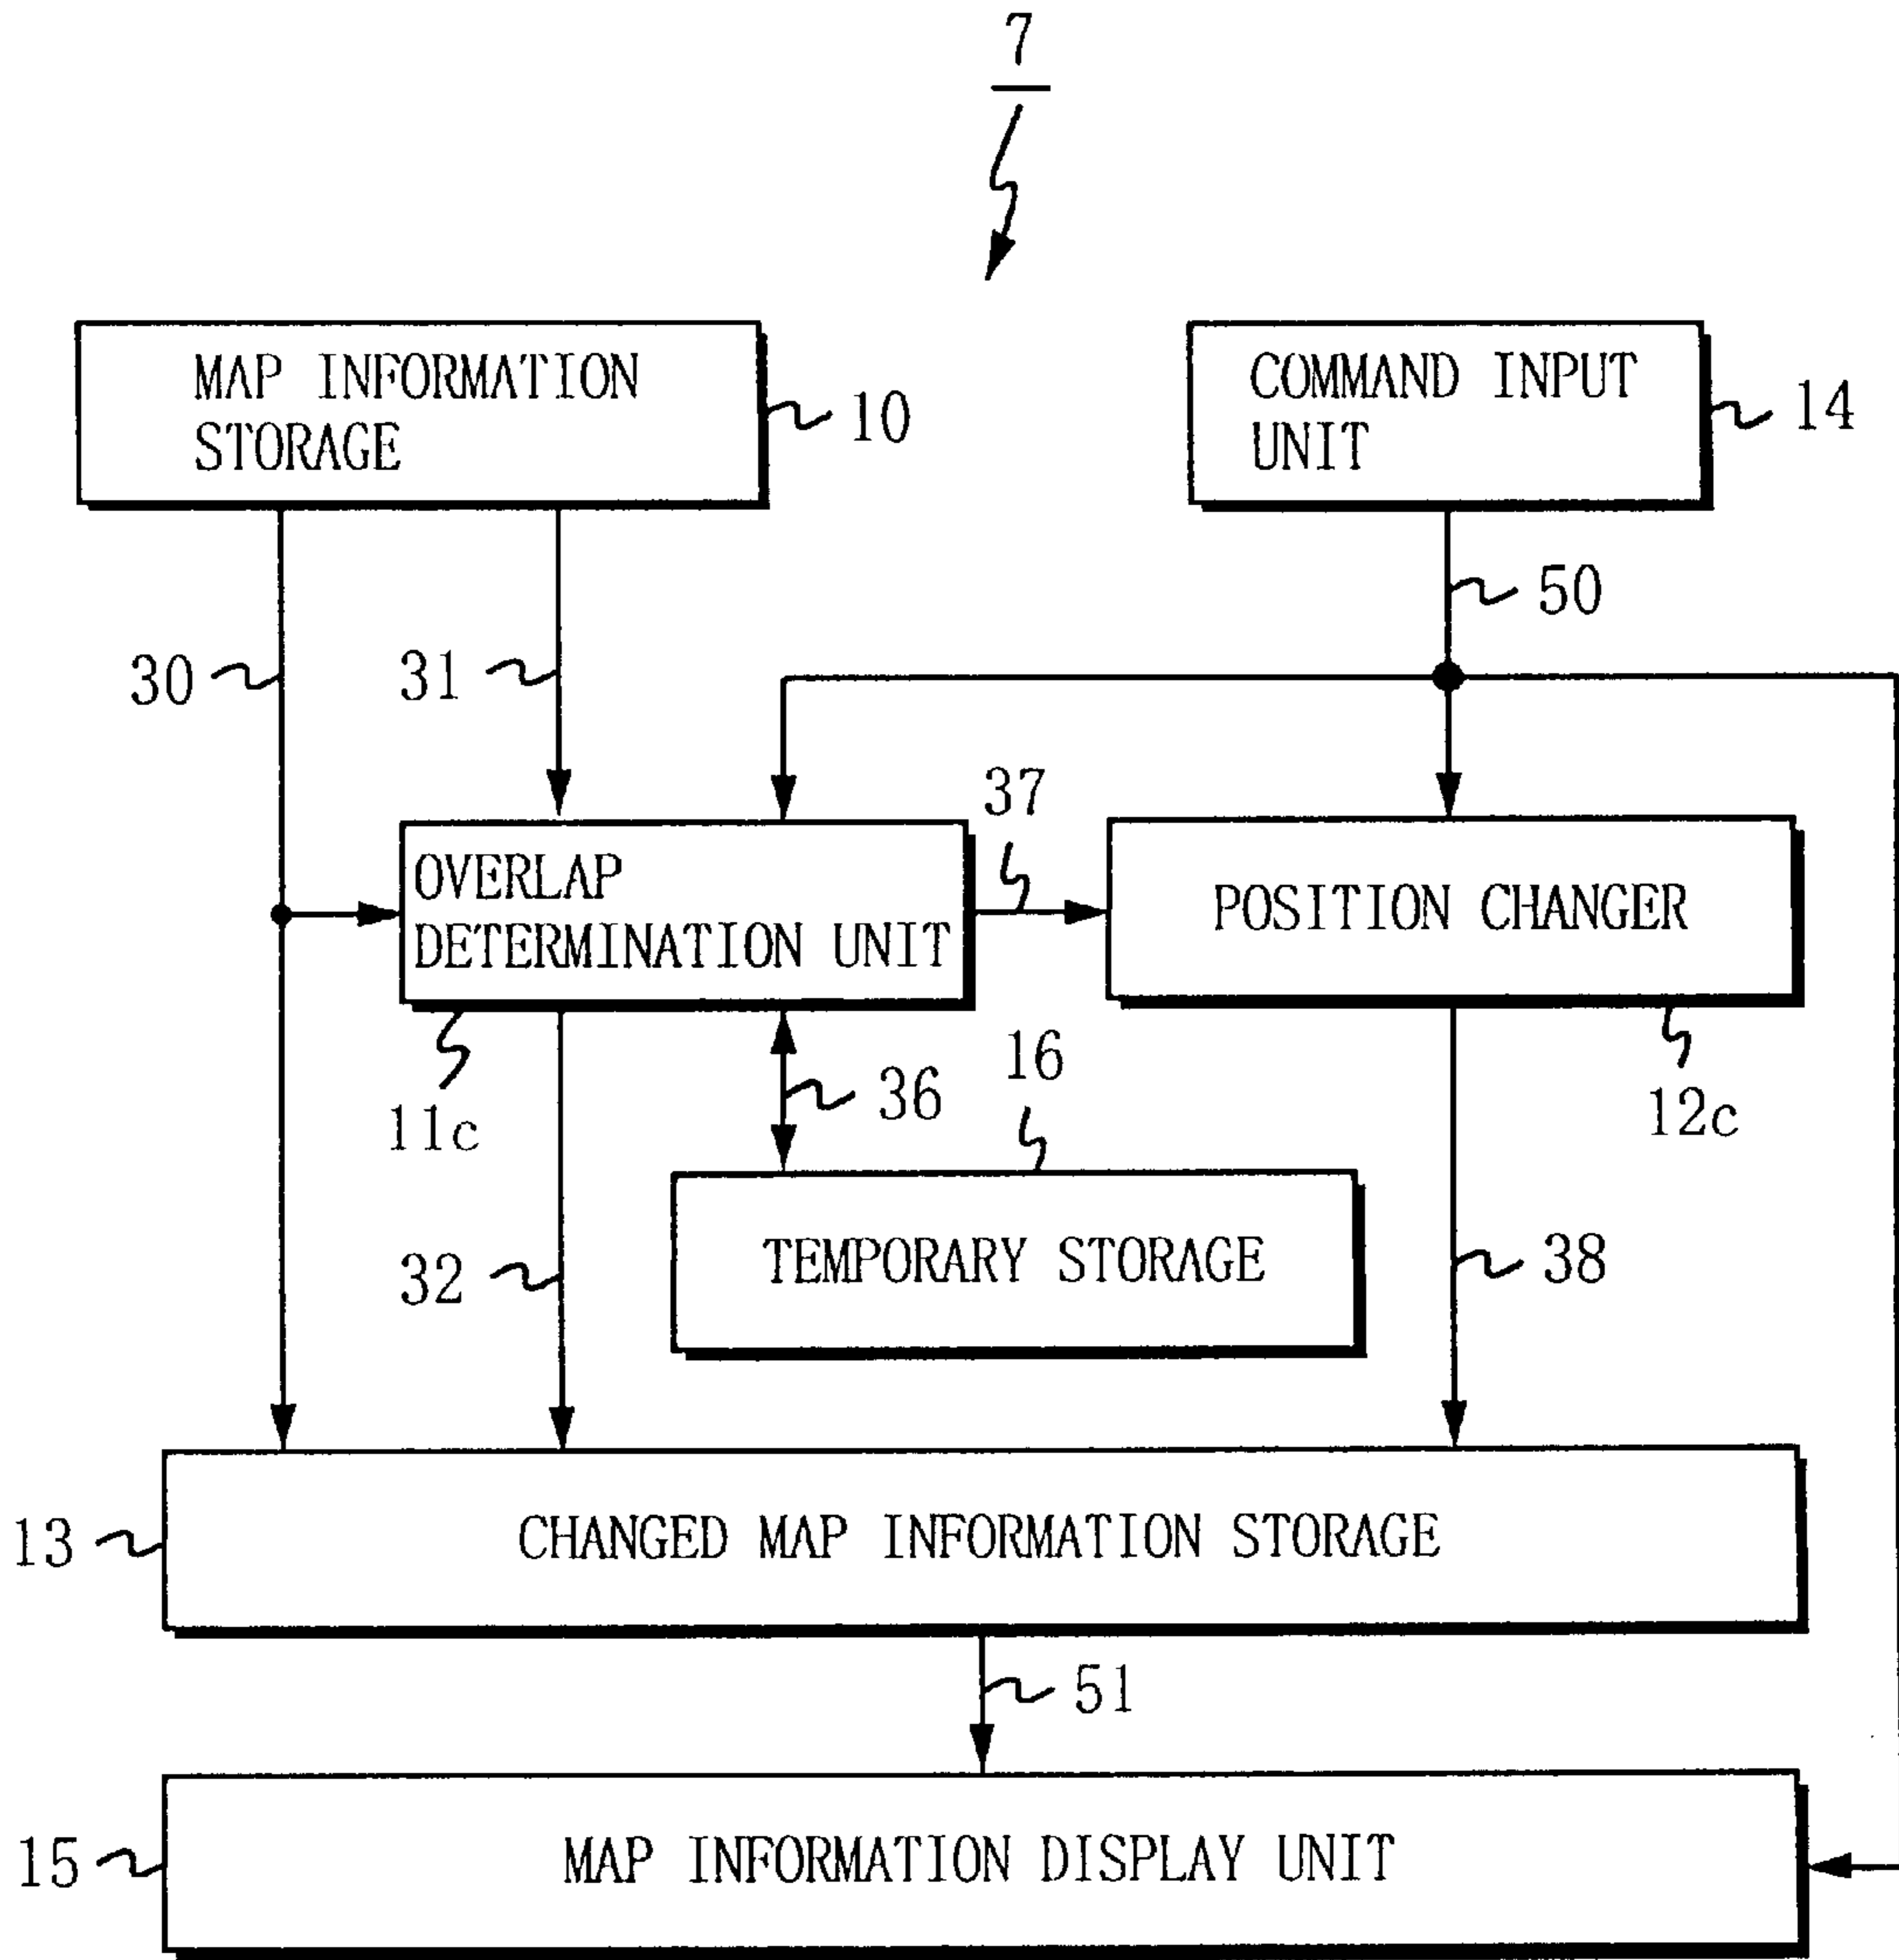 7
MAP INFORMATION
STORAGE
10
COMMAND INPUT
UNIT
14
50
30
31
37
OVERLAP
DETERMINATION UNIT
POSITION CHANGER
11c
36
16
12c
32
TEMPORARY STORAGE
38
13
CHANGED MAP INFORMATION STORAGE
51
15
MAP INFORMATION DISPLAY UNIT